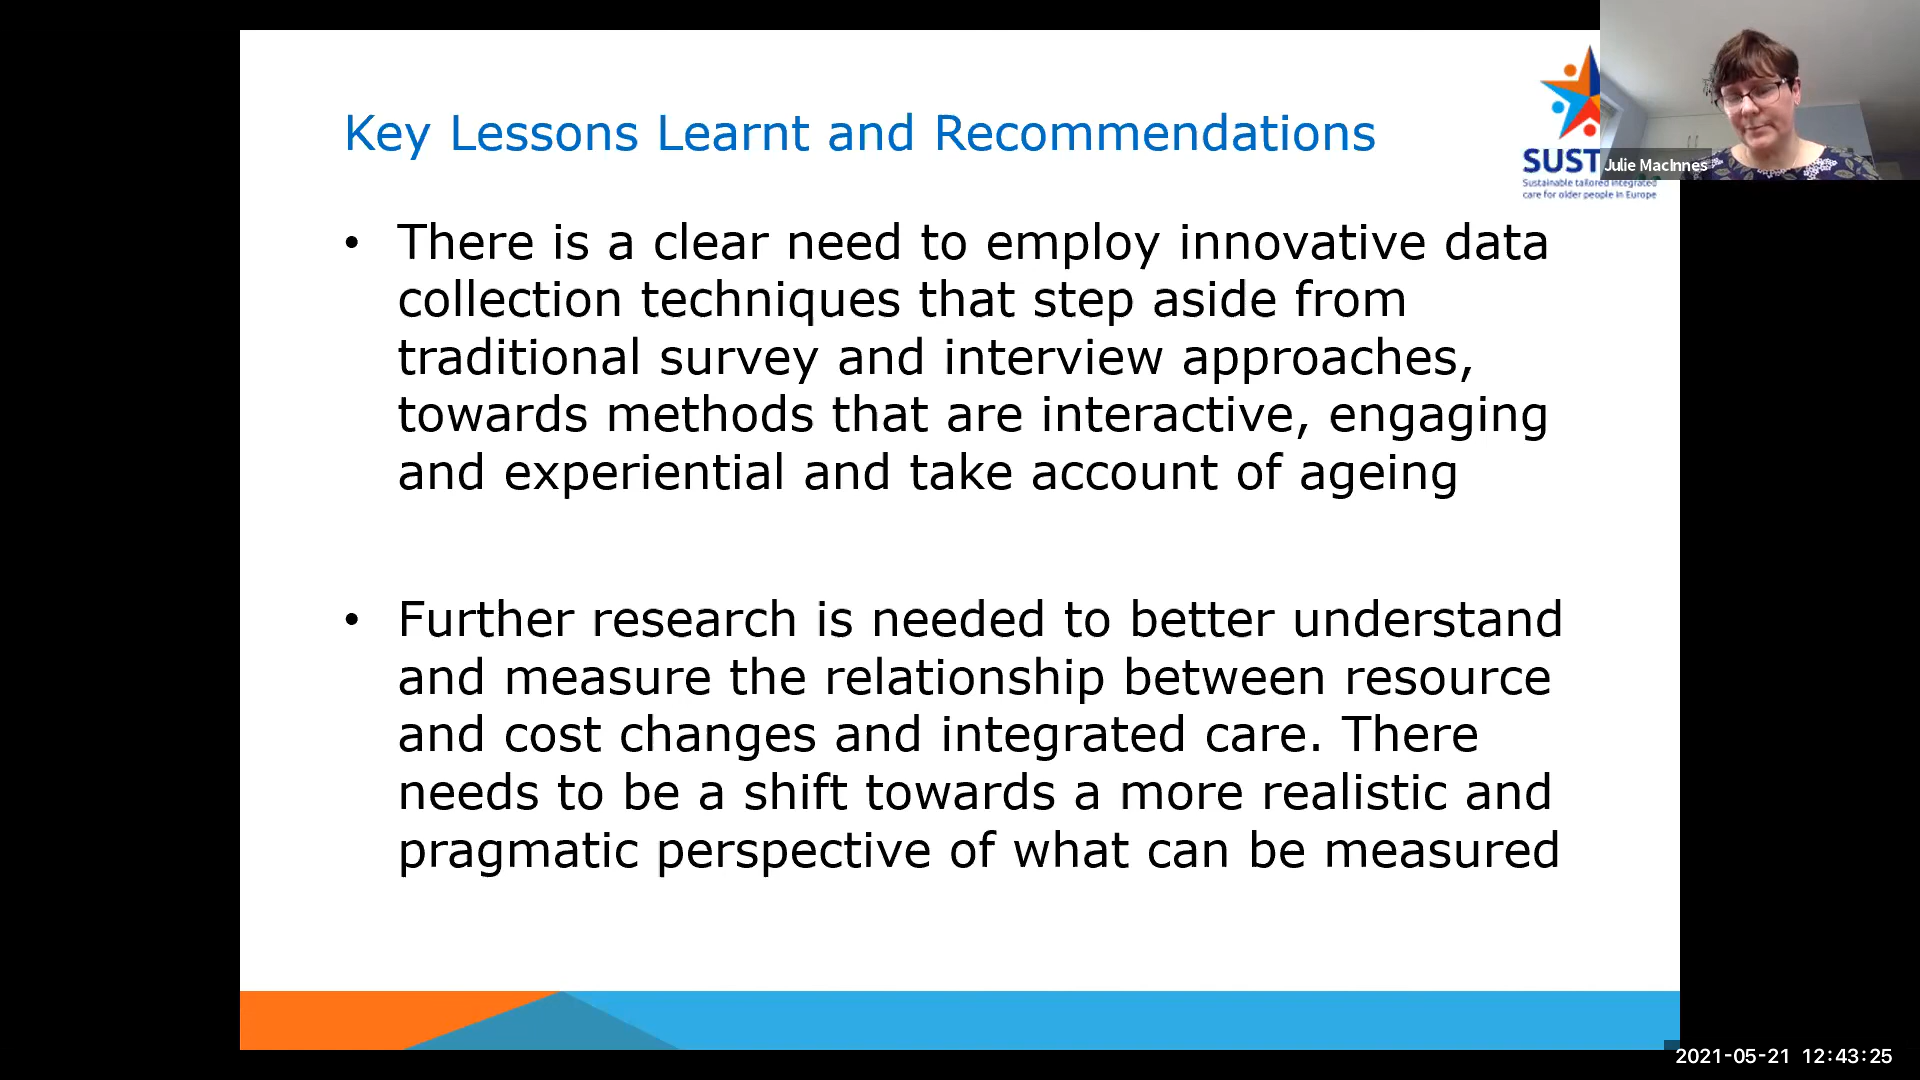 Key Lessons Learnt and Recommendations
SUST
Sustainable tailored integrated
care for older people in Europe
Julie MacInnes
• There is a clear need to employ innovative data
collection techniques that step aside from
traditional survey and interview approaches,
towards methods that are interactive, engaging
and experiential and take account of ageing
• Further research is needed to better understand
and measure the relationship between resource
and cost changes and integrated care. There
needs to be a shift towards a more realistic and
pragmatic perspective of what can be measured
2021-05-21 12:43:25